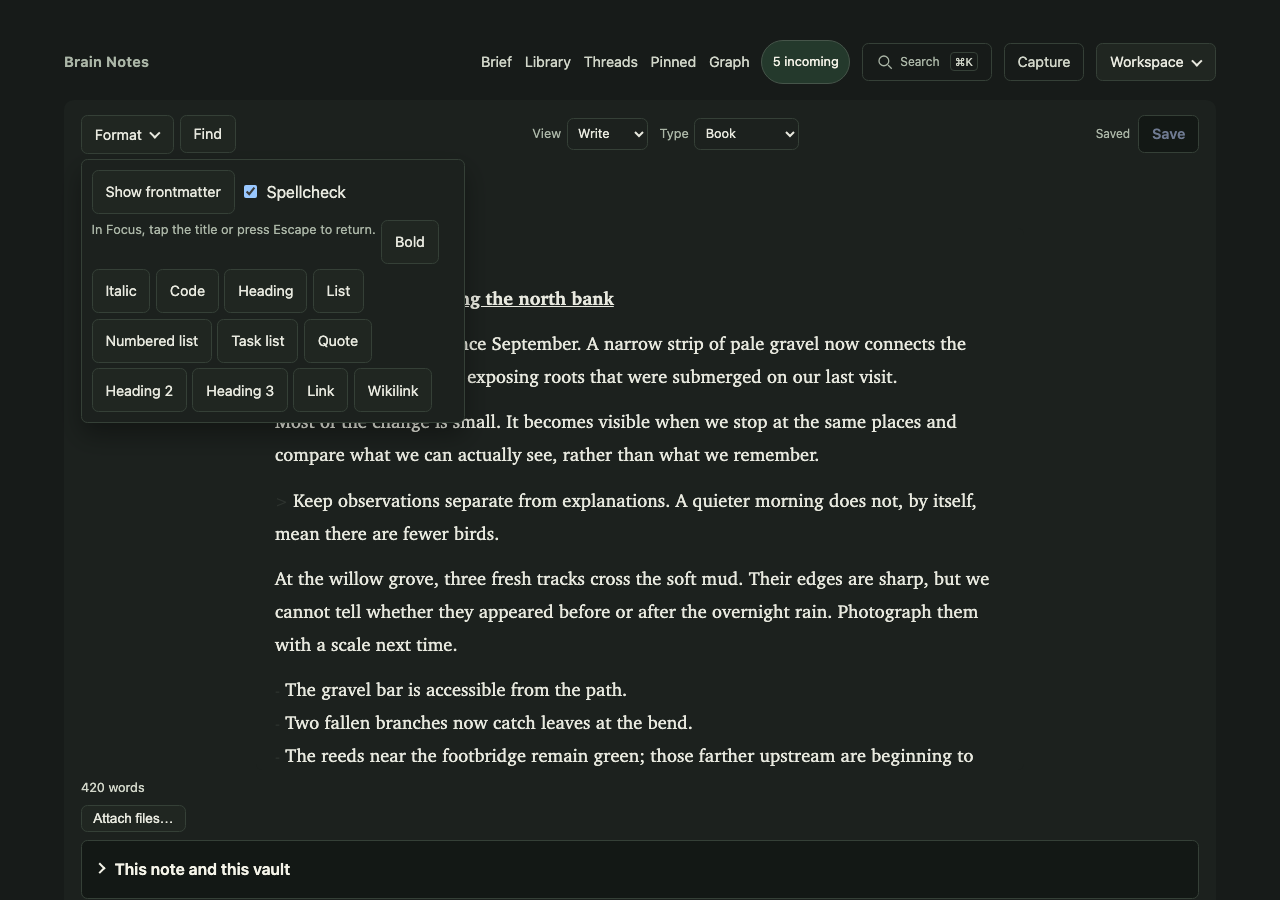 Brain Notes
Brief Library Threads Pinned Graph 5 incoming Search ⌘K Capture Workspace
Format Find View Write Type Book Saved Save
Show frontmatter Spellcheck
In Focus, tap the title or press Escape to return. Bold
Italic Code Heading List
Numbered list Task list Quote
Heading 2 Heading 3 Link Wikilink
the north bank
September. A narrow strip of pale gravel now connects the
exposing roots that were submerged on our last visit.
Most of the change is small. It becomes visible when we stop at the same places and
compare what we can actually see, rather than what we remember.
> Keep observations separate from explanations. A quieter morning does not, by itself,
mean there are fewer birds.
At the willow grove, three fresh tracks cross the soft mud. Their edges are sharp, but we
cannot tell whether they appeared before or after the overnight rain. Photograph them
with a scale next time.
- The gravel bar is accessible from the path.
- Two fallen branches now catch leaves at the bend.
- The reeds near the footbridge remain green; those farther upstream are beginning to
420 words
Attach files…
This note and this vault